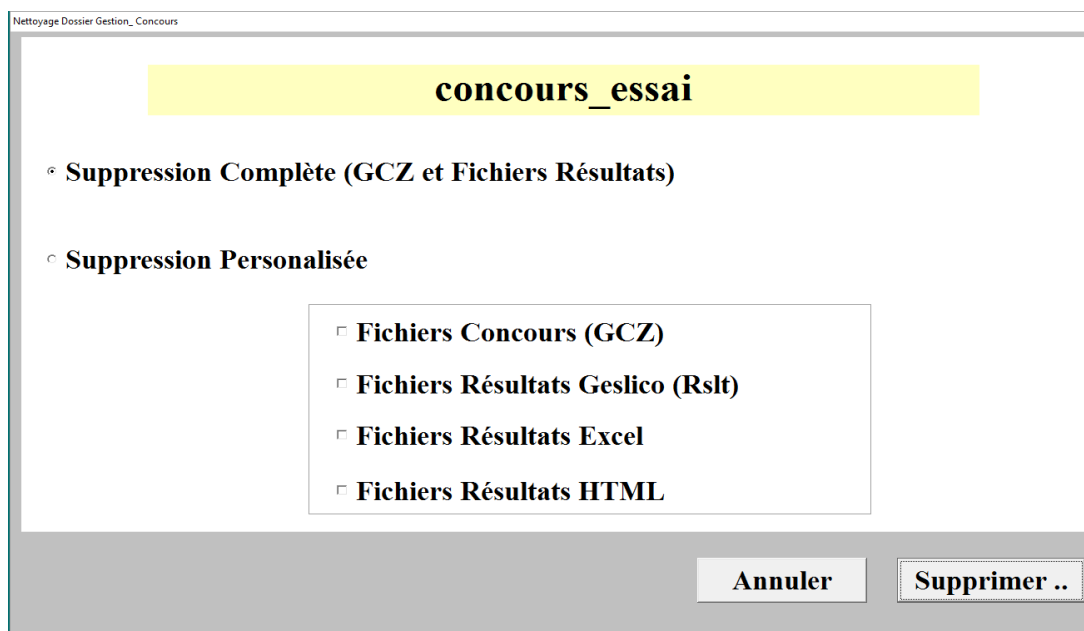 Nettoyage Dossier Gestion_ Concours
concours_essai
Suppression Complète (GCZ et Fichiers Résultats)
Suppression Personalisée
Fichiers Concours (GCZ)
Fichiers Résultats Geslico (Rslt)
Fichiers Résultats Excel
Fichiers Résultats HTML
Annuler Supprimer ..